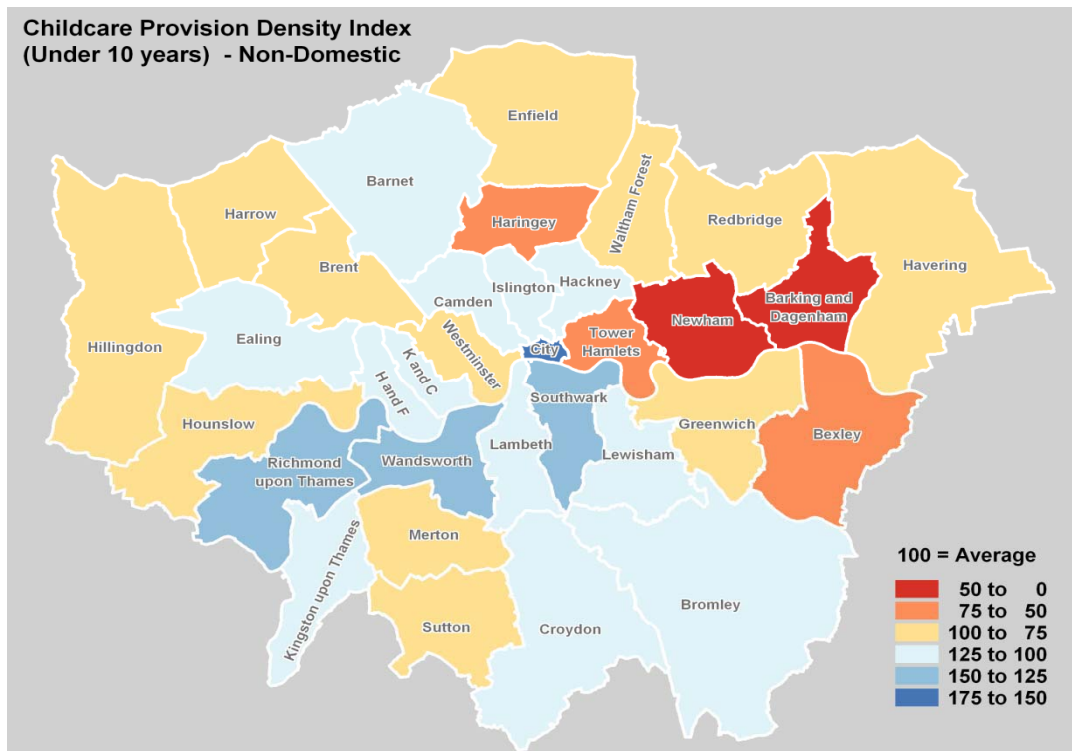 Childcare Provision Density Index
(Under 10 years) - Non-Domestic
Enfield
Barnet
Harrow
Haringey
Waltham Forest
Redbridge
Havering
Brent
Hackney
Islington
Camden
Barking and
Dagenham
Newham
Hillingdon
Ealing
Westminster
City
Tower
Hamlets
K and C
H and F
Southwark
Hounslow
Greenwich
Bexley
Lambeth
Lewisham
Richmond
upon Thames
Wandsworth
Merton
Kingston upon Thames
Sutton
Croydon
Bromley
100 = Average
50 to 0
75 to 50
100 to 75
125 to 100
150 to 125
175 to 150